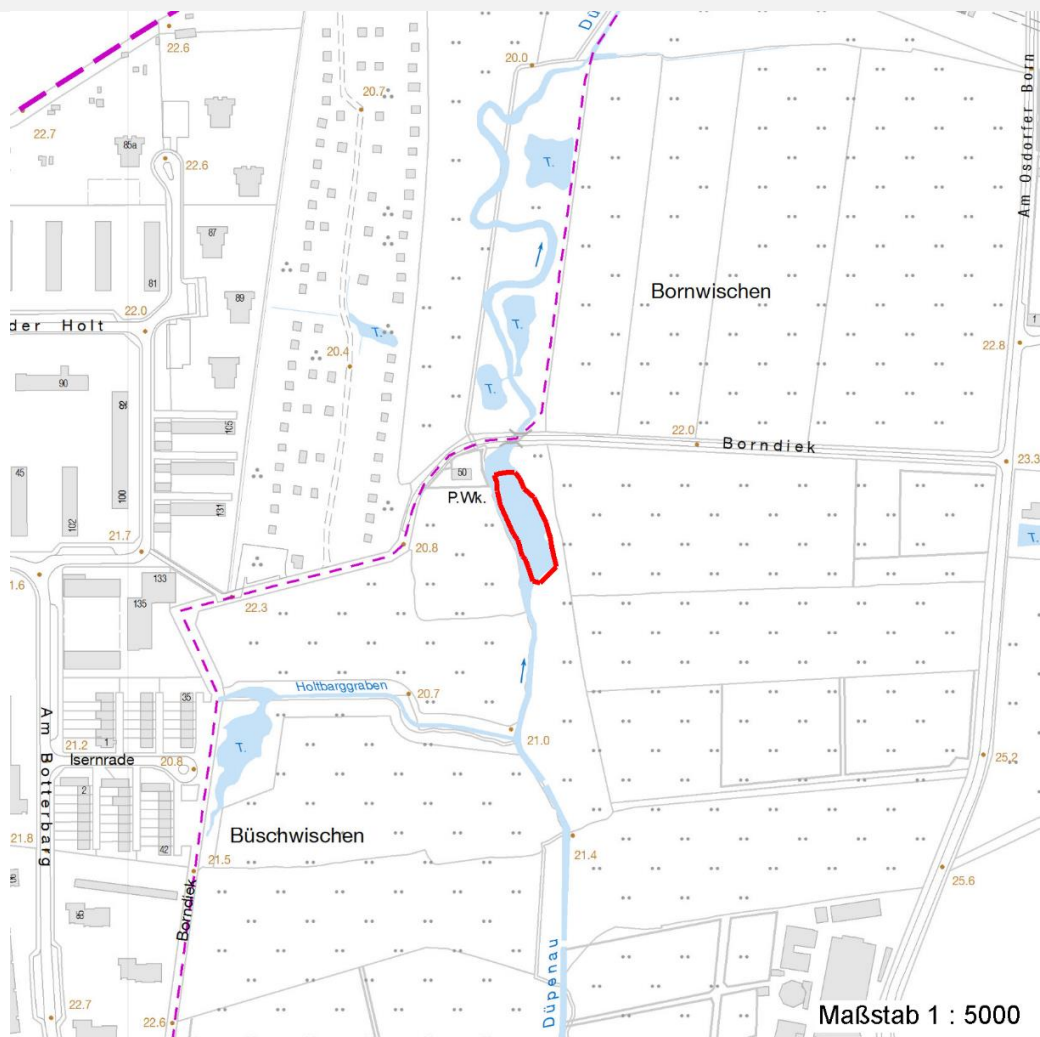 Dü
22.6
20.0
20.7
22.7
85a
22.6
T.
Am Osdorfer Born
87
81
89
Bornwischen
der Holt
22.0
T.
T.
1
22.8
20.4
90
T.
105
22.0
Borndiek
23.3
45
50
P.Wk.
102
100
131
21.7
20.8
T.
1.6
133
135
22.3
Holtbarggraben
35
20.7
21.0
T.
Am Botterbarg
21.2
1
Isernrade
20.8
25.2
2
21.8
42
Büschwischen
21.4
21.5
25.6
85
Borndiek
Düpenau
22.7
22.6
Maßstab 1 : 5000